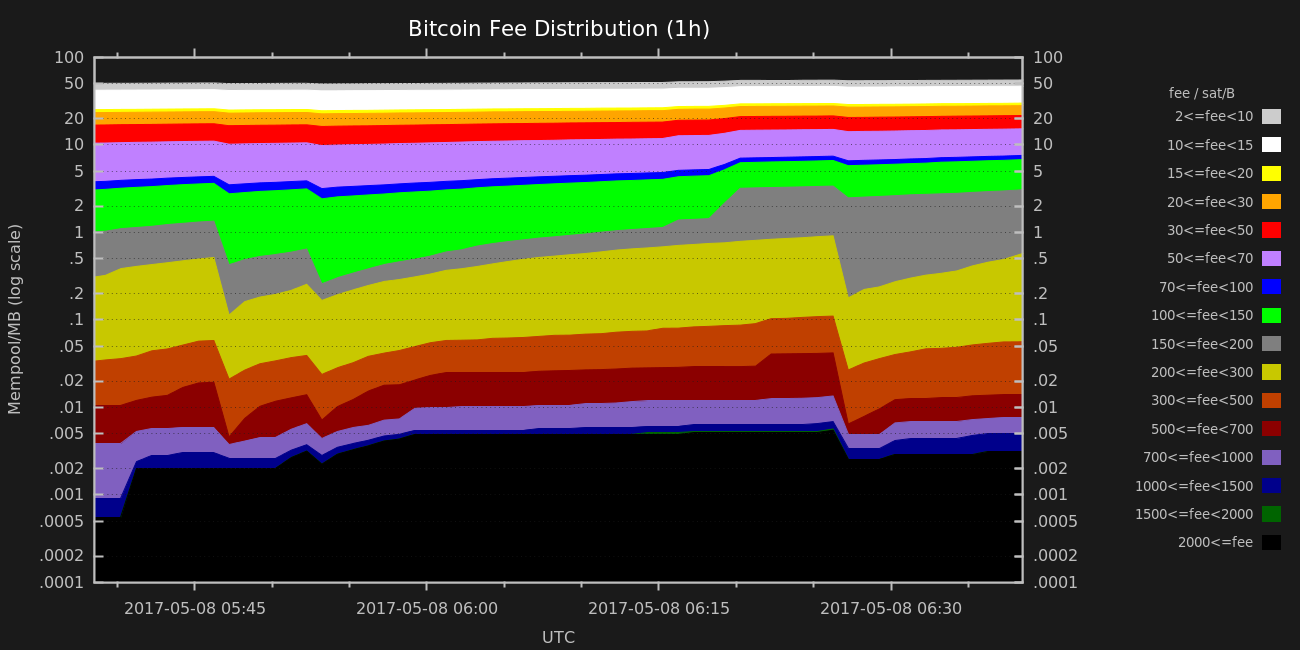 Bitcoin Fee Distribution (1h)
Mempool/MB (log scale)
100
50
20
10
5
2
1
.5
.2
.1
.05
.02
.01
.005
.002
.001
.0005
.0002
.0001
100
50
20
10
5
2
1
.5
.2
.1
.05
.02
.01
.005
.002
.001
.0005
.0002
.0001
2017-05-08 05:45
2017-05-08 06:00
2017-05-08 06:15
2017-05-08 06:30
UTC
fee / sat/B
2<=fee<10
10<=fee<15
15<=fee<20
20<=fee<30
30<=fee<50
50<=fee<70
70<=fee<100
100<=fee<150
150<=fee<200
200<=fee<300
300<=fee<500
500<=fee<700
700<=fee<1000
1000<=fee<1500
1500<=fee<2000
2000<=fee